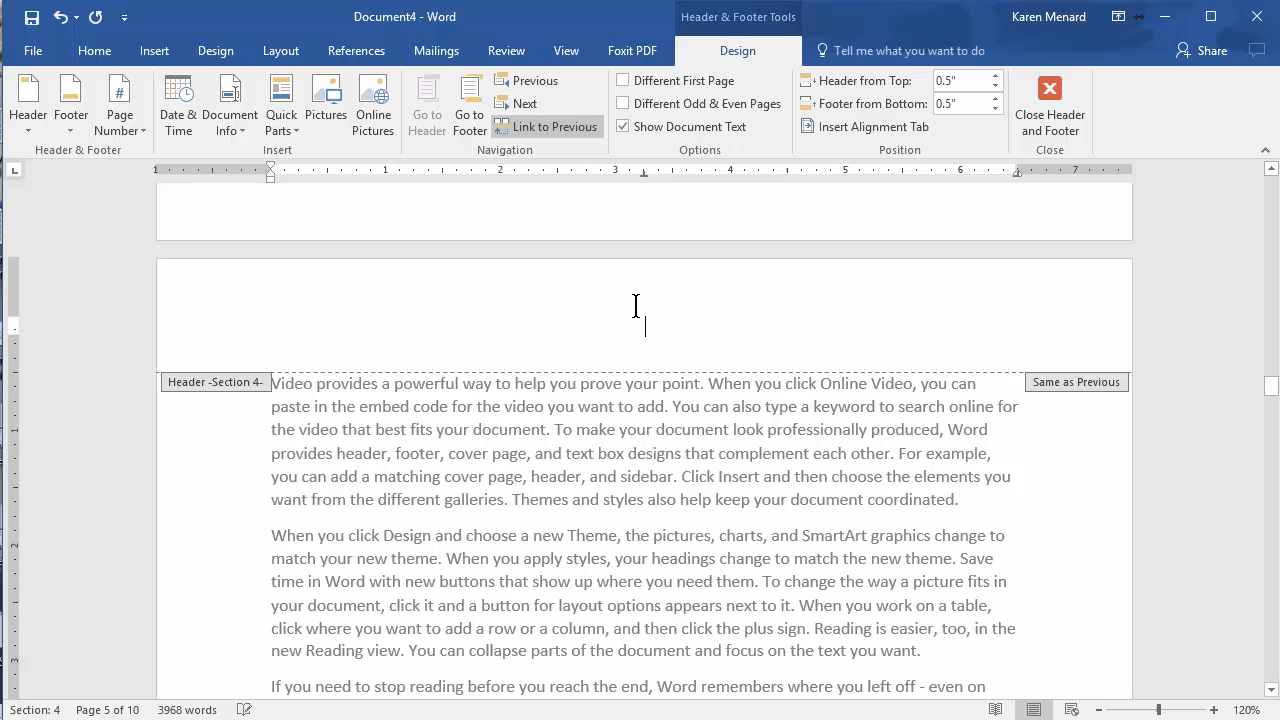 Document4 - Word
Header & Footer Tools
Karen Menard
File
Home
Insert
Design
Layout
References
Mailings
Review
View
Foxit PDF
Design
Tell me what you want to do
Share
Header
Footer
Page
Number
Header & Footer
Date &
Time
Document
Info
Quick
Parts
Pictures
Online
Pictures
Insert
Go to
Header
Go to
Footer
Previous
Next
Link to Previous
Navigation
Different First Page
Different Odd & Even Pages
Show Document Text
Options
Header from Top: 0.5"
Footer from Bottom: 0.5"
Insert Alignment Tab
Position
Close Header
and Footer
Close
L
1 1 2 3 4 5 6 7
Header -Section 4-
Same as Previous
Video provides a powerful way to help you prove your point. When you click Online Video, you can
paste in the embed code for the video you want to add. You can also type a keyword to search online for
the video that best fits your document. To make your document look professionally produced, Word
provides header, footer, cover page, and text box designs that complement each other. For example,
you can add a matching cover page, header, and sidebar. Click Insert and then choose the elements you
want from the different galleries. Themes and styles also help keep your document coordinated.
When you click Design and choose a new Theme, the pictures, charts, and SmartArt graphics change to
match your new theme. When you apply styles, your headings change to match the new theme. Save
time in Word with new buttons that show up where you need them. To change the way a picture fits in
your document, click it and a button for layout options appears next to it. When you work on a table,
click where you want to add a row or a column, and then click the plus sign. Reading is easier, too, in the
new Reading view. You can collapse parts of the document and focus on the text you want.
If you need to stop reading before you reach the end, Word remembers where you left off - even on
1
2
3
Section: 4
Page 5 of 10
3968 words
120%